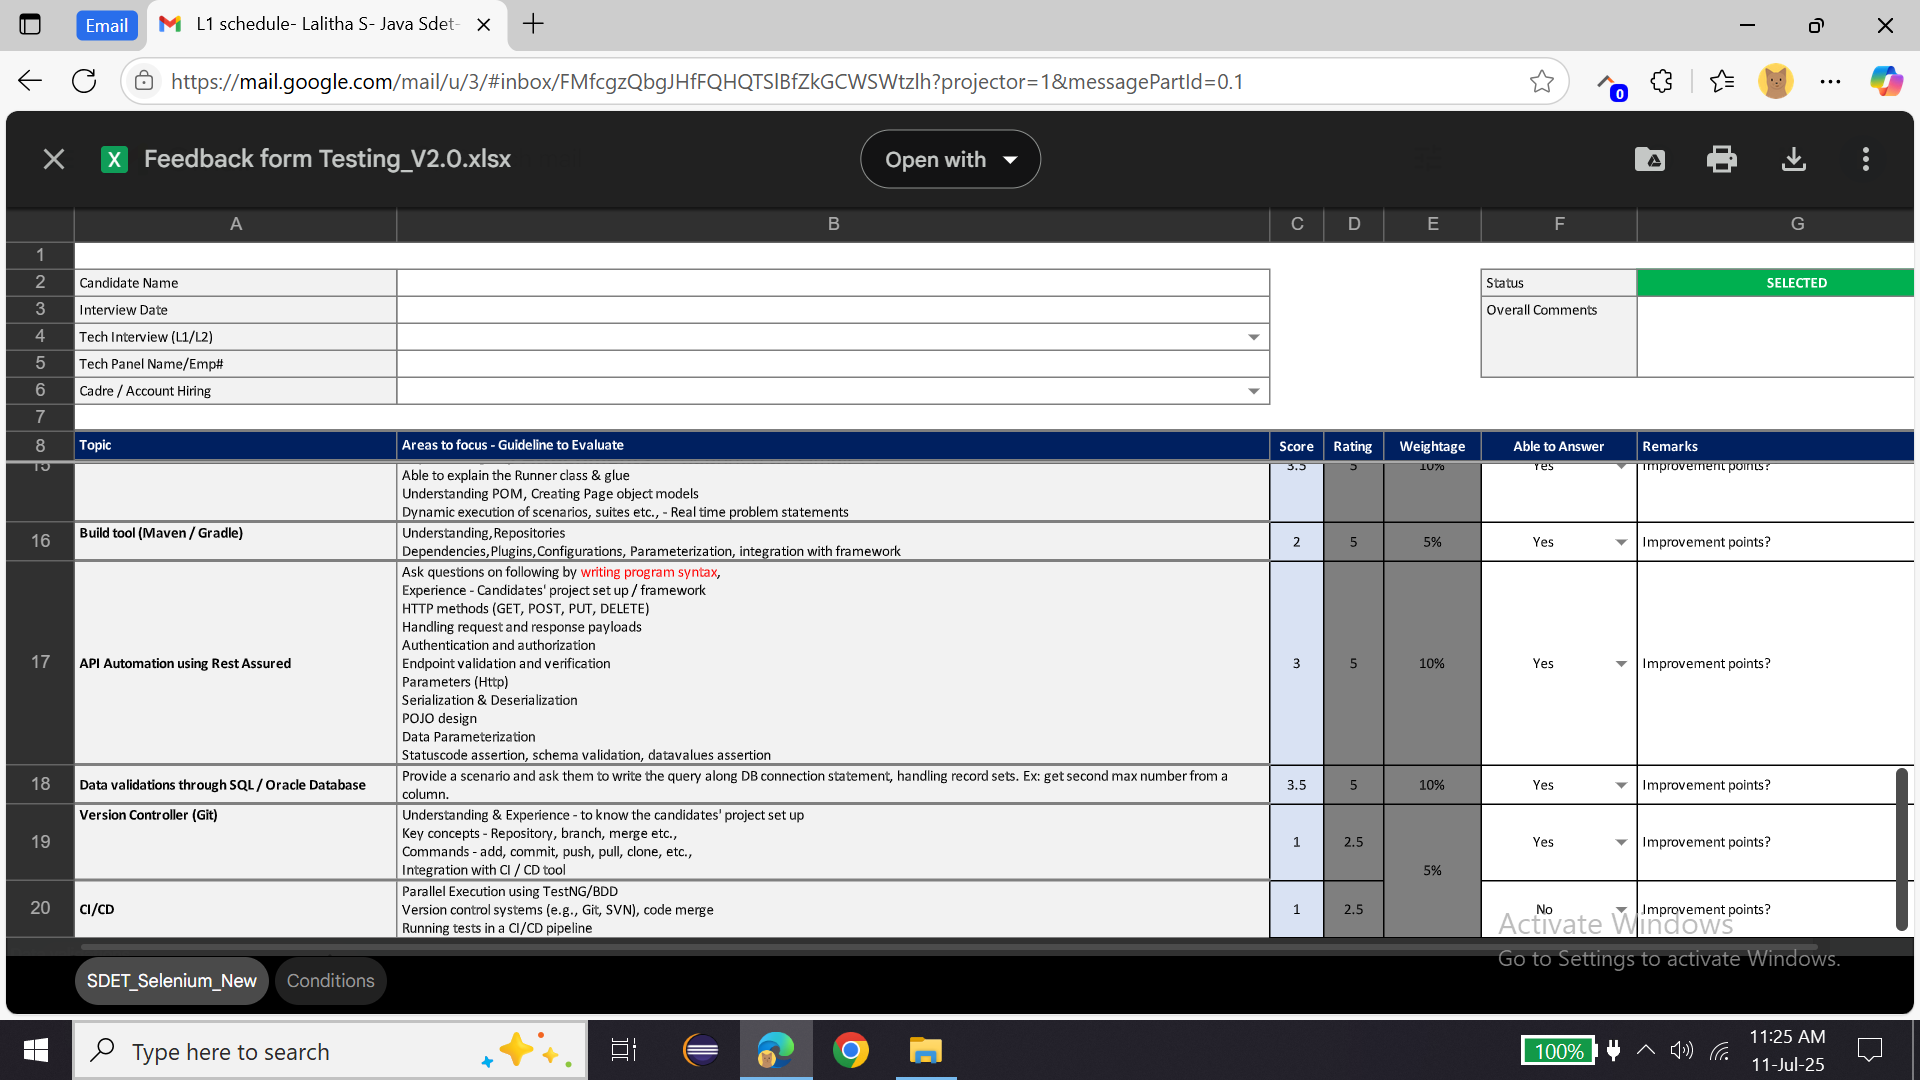 Email
L1 schedule- Lalitha S- Java Sdet-
https://mail.google.com/mail/u/3/#inbox/FMfcgzQbgJHfFQHQTSlBfZkGCWSWtzlh?projector=1&messagePartId=0.1
0
X Feedback form Testing_V2.0.xlsx
Open with
A B C D E F G
1
2 Candidate Name Status SELECTED
3 Interview Date Overall Comments
4 Tech Interview (L1/L2)
5 Tech Panel Name/Emp#
6 Cadre / Account Hiring
7
8 Topic Areas to focus - Guideline to Evaluate Score Rating Weightage Able to Answer Remarks
15 3.5 5 10% Yes Improvement points?
Able to explain the Runner class & glue
Understanding POM, Creating Page object models
Dynamic execution of scenarios, suites etc., - Real time problem statements
16 Build tool (Maven / Gradle) Understanding, Repositories 2 5 5% Yes Improvement points?
Dependencies, Plugins, Configurations, Parameterization, integration with framework
Ask questions on following by writing program syntax,
Experience - Candidates' project set up / framework
HTTP methods (GET, POST, PUT, DELETE)
Handling request and response payloads
Authentication and authorization
17 API Automation using Rest Assured Endpoint validation and verification 3 5 10% Yes Improvement points?
Parameters (Http)
Serialization & Deserialization
POJO design
Data Parameterization
Statuscode assertion, schema validation, datavalues assertion
18 Data validations through SQL / Oracle Database Provide a scenario and ask them to write the query along DB connection statement, handling record sets. Ex: get second max number from a 3.5 5 10% Yes Improvement points?
column.
Version Controller (Git) Understanding & Experience - to know the candidates' project set up
Key concepts - Repository, branch, merge etc.,
19 Commands - add, commit, push, pull, clone, etc., 1 2.5 Yes Improvement points?
Integration with CI / CD tool 5%
Parallel Execution using TestNG/BDD
20 CI/CD Version control systems (e.g., Git, SVN), code merge 1 2.5 No Improvement points?
Running tests in a CI/CD pipeline
Activate Windows
Go to Settings to activate Windows.
SDET_Selenium_New Conditions
Type here to search
100%
11:25 AM
11-Jul-25